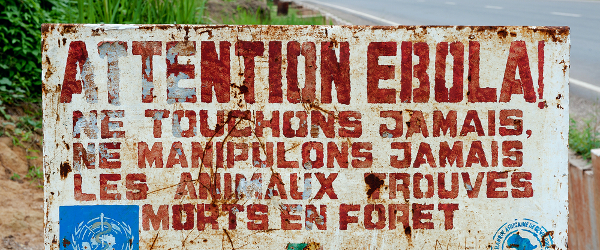 ATTENTION EBOLA!
NE TOUCHONS JAMAIS,
NE MANIPULONS JAMAIS
LES ANIMAUX TROUVES
MORTS EN FORET